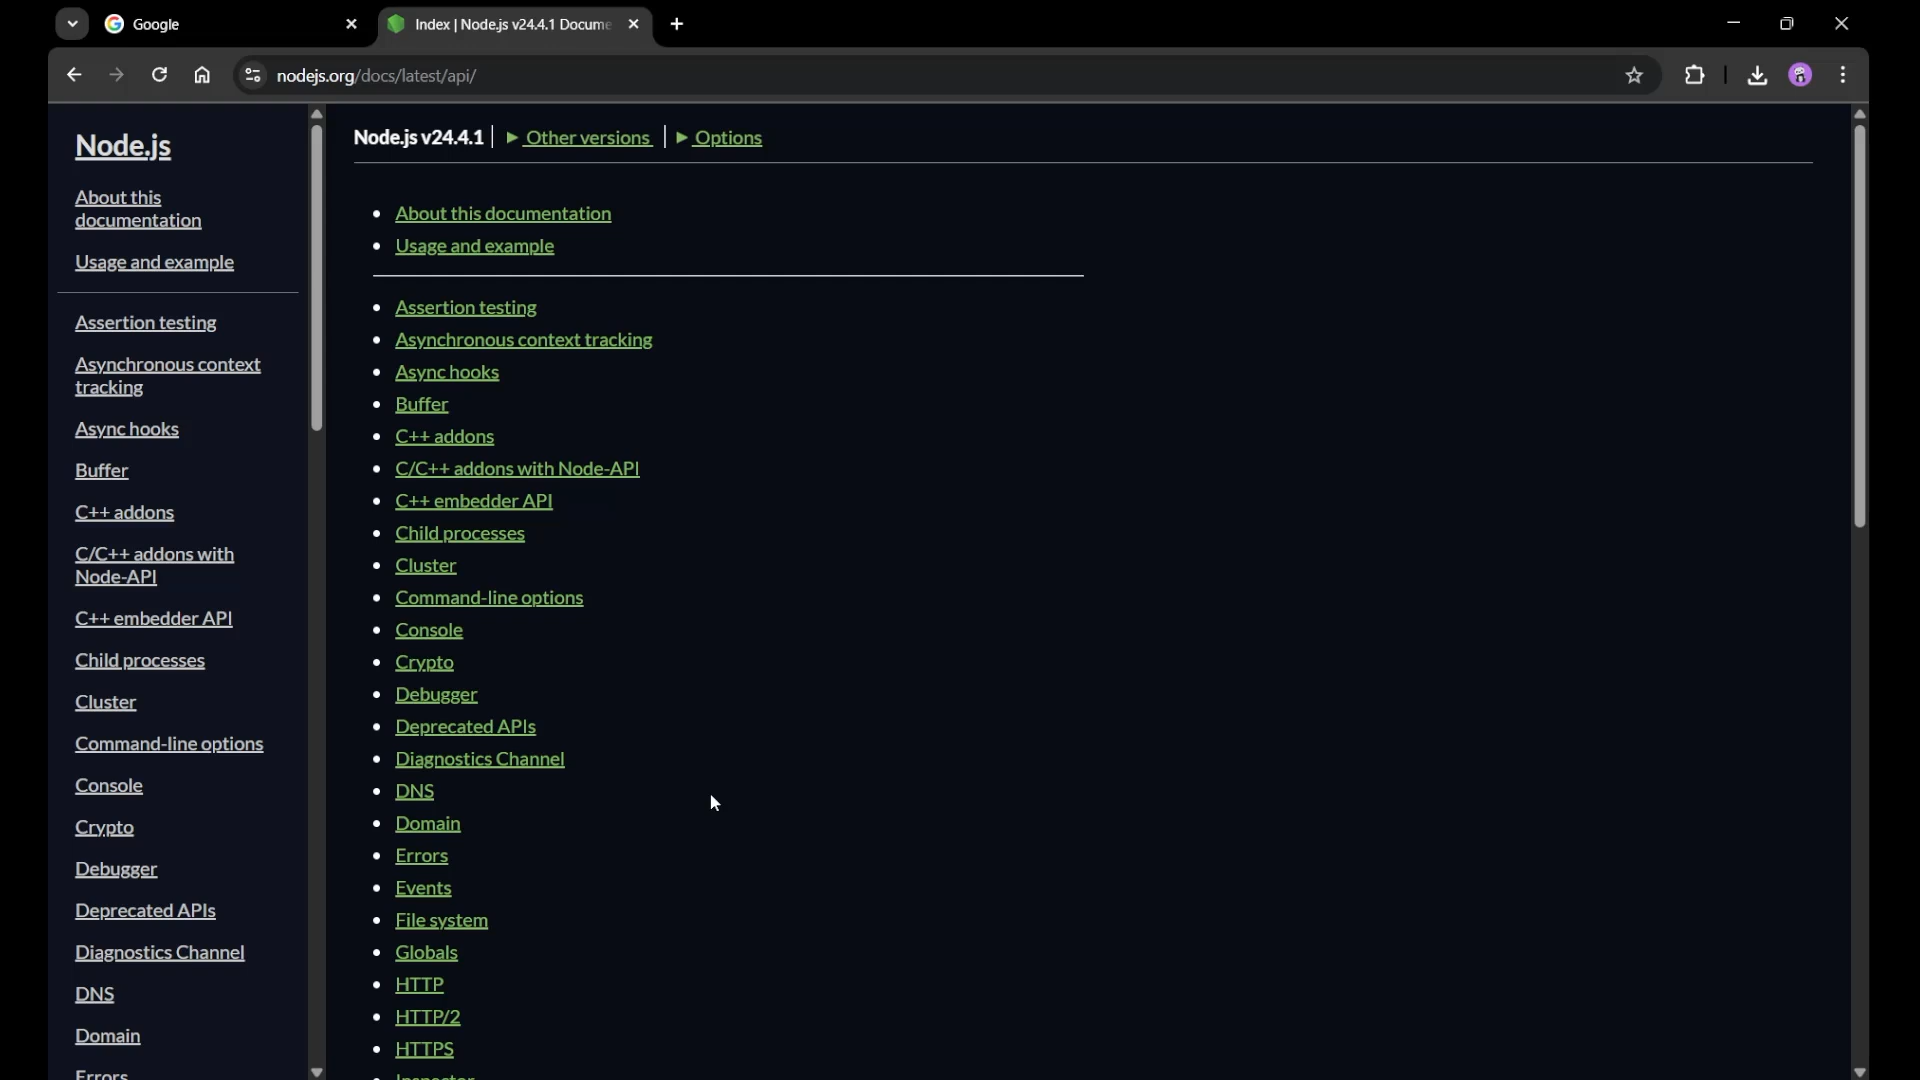 Google
Index | Node.js v24.4.1 Docume
nodejs.org/docs/latest/api/
Node.js
About this
documentation
Usage and example
Assertion testing
Asynchronous context
tracking
Async hooks
Buffer
C++ addons
C/C++ addons with
Node-API
C++ embedder API
Child processes
Cluster
Command-line options
Console
Crypto
Debugger
Deprecated APIs
Diagnostics Channel
DNS
Domain
Errors
Node.js v24.4.1
Other versions
Options
About this documentation
Usage and example
Assertion testing
Asynchronous context tracking
Async hooks
Buffer
C++ addons
C/C++ addons with Node-API
C++ embedder API
Child processes
Cluster
Command-line options
Console
Crypto
Debugger
Deprecated APIs
Diagnostics Channel
DNS
Domain
Errors
Events
File system
Globals
HTTP
HTTP/2
HTTPS
Inspector